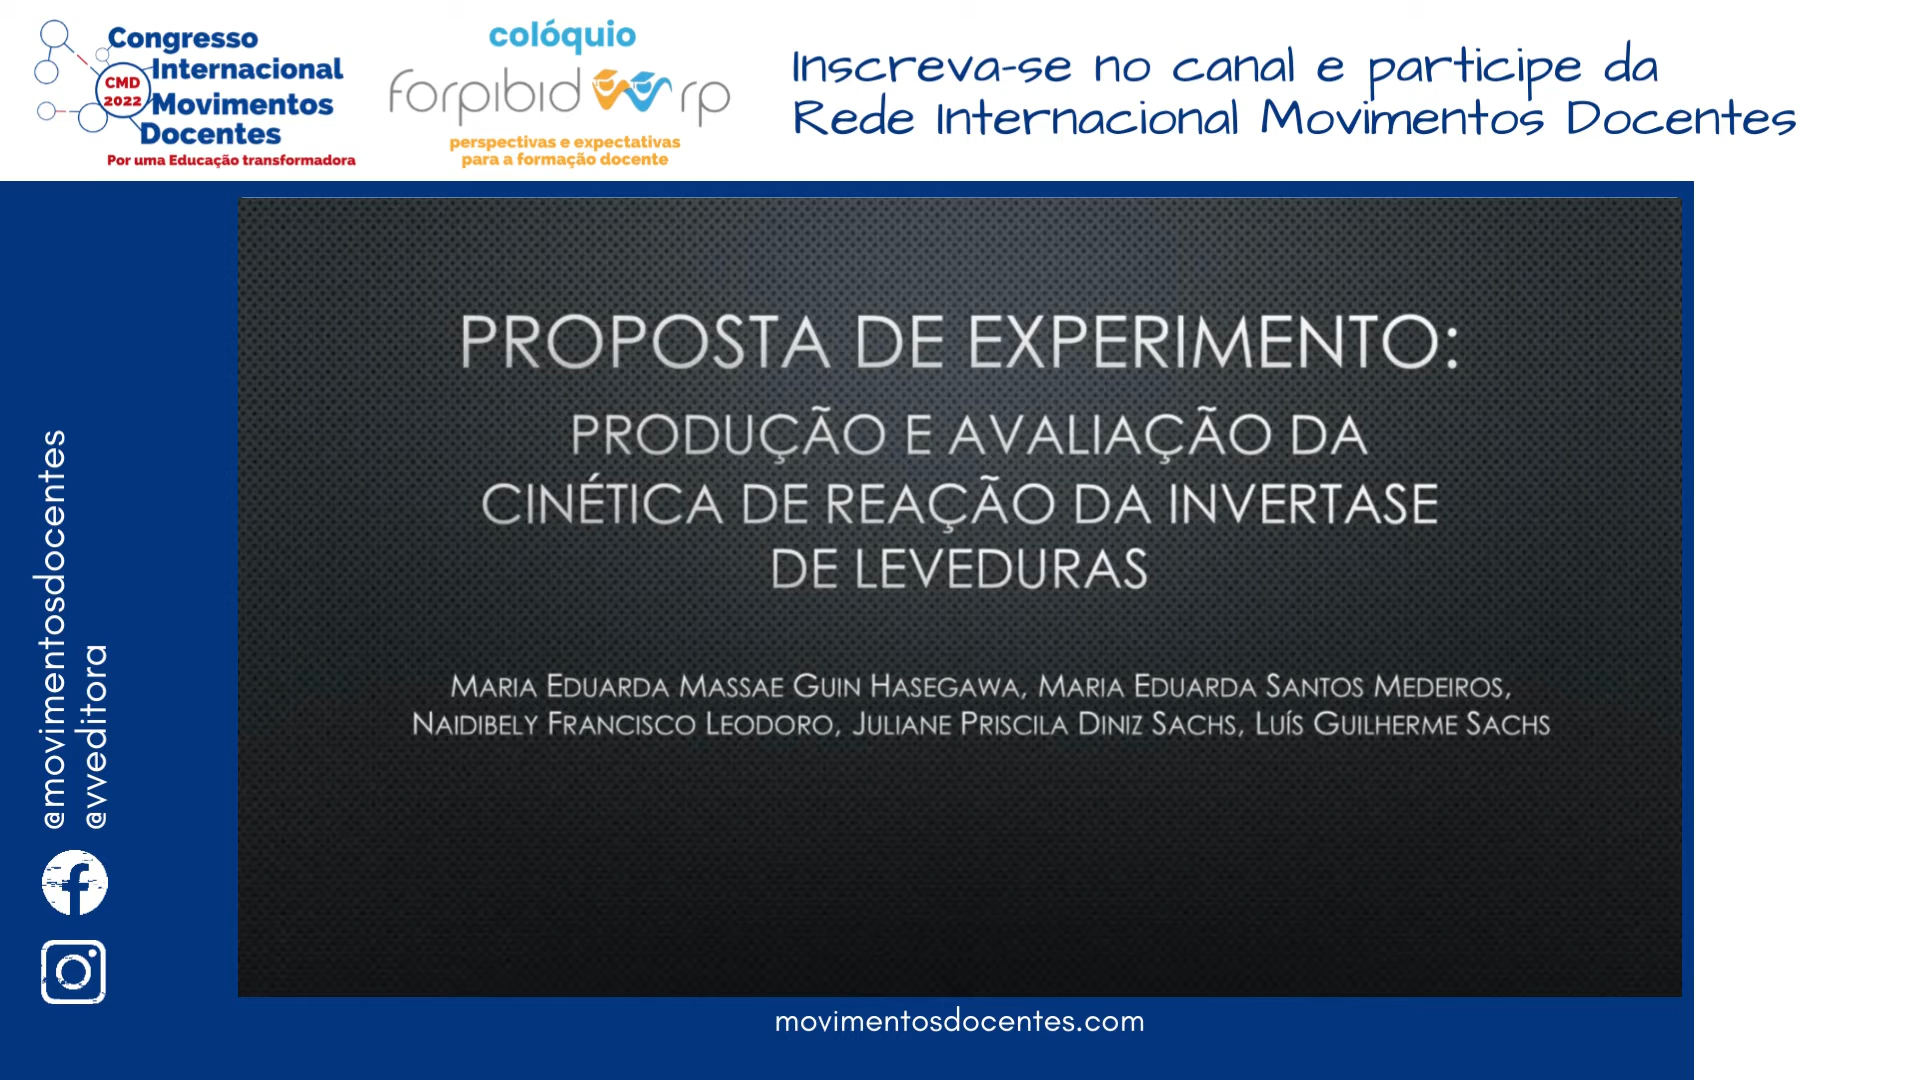 Congresso
Internacional
CMD
2022
Movimentos
Docentes
Por uma Educação transformadora
colóquio
forpibid rp
perspectivas e expectativas
para a formação docente
Inscreva-se no canal e participe da
Rede Internacional Movimentos Docentes
PROPOSTA DE EXPERIMENTO:
PRODUÇÃO E AVALIAÇÃO DA
CINÉTICA DE REAÇÃO DA INVERTASE
DE LEVEDURAS
MARIA EDUARDA MASSAE GUIN HASEGAWA, MARIA EDUARDA SANTOS MEDEIROS,
NAIDIBELY FRANCISCO LEODORO, JULIANE PRISCILA DINIZ SACHS, LUÍS GUILHERME SACHS
@movimentosdocentes
@vveditora
movimentosdocentes.com